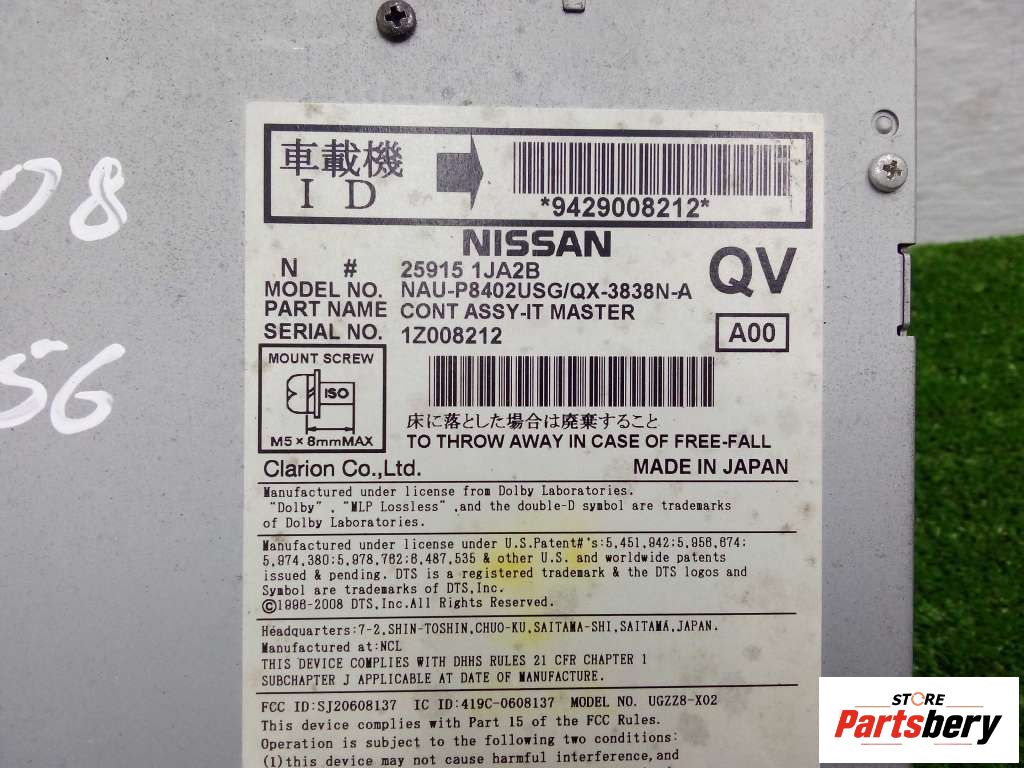 08
56
車載機
ID
*9429008212*
NISSAN
QV
N # 25915 1JA2B
MODEL NO. NAU-P8402USG/QX-3838N-A
PART NAME CONT ASSY-IT MASTER
SERIAL NO. 1Z008212
A00
MOUNT SCREW
ISO
M5×8mmMAX
床に落とした場合は廃棄すること
TO THROW AWAY IN CASE OF FREE-FALL
Clarion Co.,Ltd.
MADE IN JAPAN
Manufactured under license from Dolby Laboratories.
"Dolby", "MLP Lossless",and the double-D symbol are trademarks
of Dolby Laboratories.
Manufactured under license under U.S.Patent#'s:5,451,942;5,956,674;
5,974,380;5,978,762;6,487,535 & other U.S. and worldwide patents
issued & pending. DTS is a registered trademark & the DTS logos and
Symbol are trademarks of DTS,Inc.
©1996-2008 DTS,Inc.All Rights Reserved.
Headquarters:7-2,SHIN-TOSHIN,CHUO-KU,SAITAMA-SHI,SAITAMA,JAPAN.
Manufactured at:NCL
THIS DEVICE COMPLIES WITH DHHS RULES 21 CFR CHAPTER 1
SUBCHAPTER J APPLICABLE AT DATE OF MANUFACTURE.
FCC ID:SJ20608137 IC ID:419C-0608137 MODEL NO. UGZZ8-X02
This device complies with Part 15 of the FCC Rules.
Operation is subject to the following two conditions:
(1)this device may not cause harmful interference,and
STORE
Partsbery